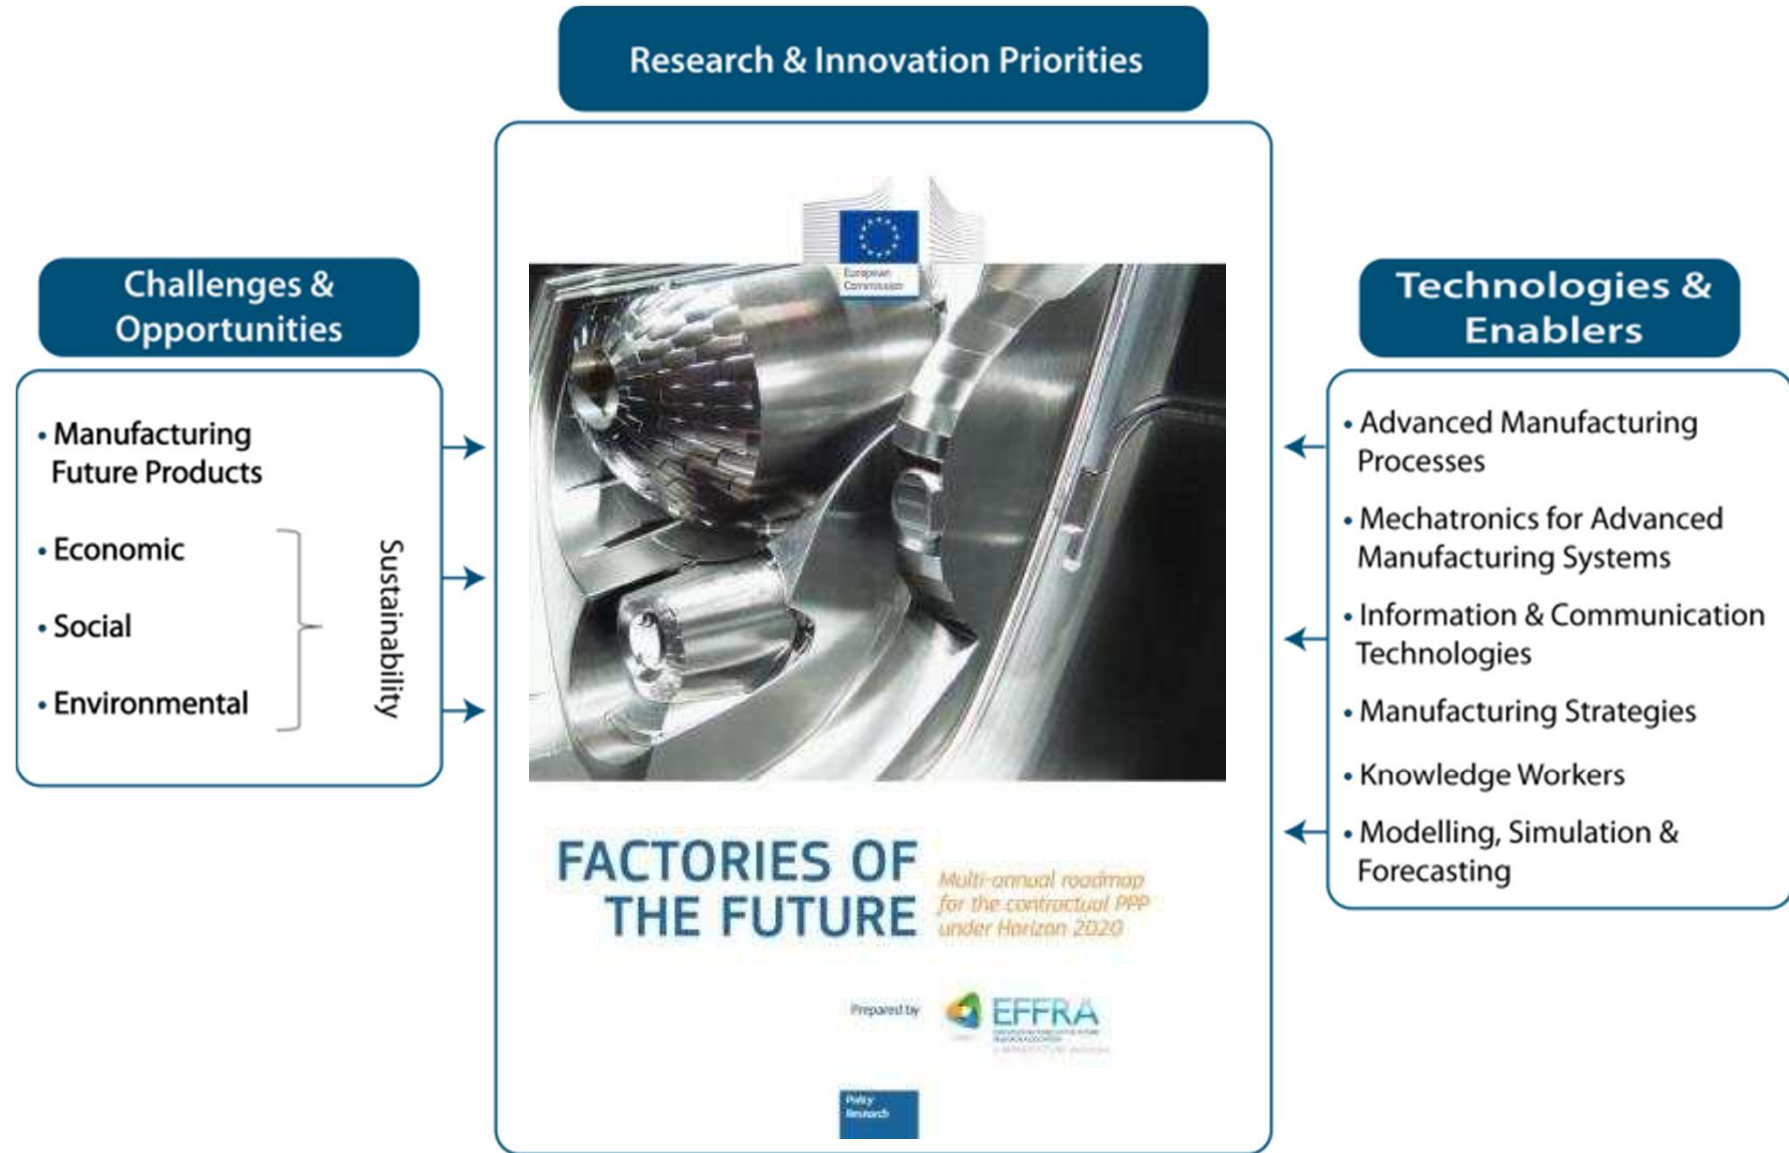 Research & Innovation Priorities
Challenges &
Opportunities
• Manufacturing
Future Products
• Economic
• Social
• Environmental
Sustainability
European
Commission
FACTORIES OF
THE FUTURE
Multi-annual roadmap
for the contractual PPP
under Horizon 2020
Prepared by
EFFRA
Policy
Research
Technologies &
Enablers
• Advanced Manufacturing
Processes
• Mechatronics for Advanced
Manufacturing Systems
• Information & Communication
Technologies
• Manufacturing Strategies
• Knowledge Workers
• Modelling, Simulation &
Forecasting